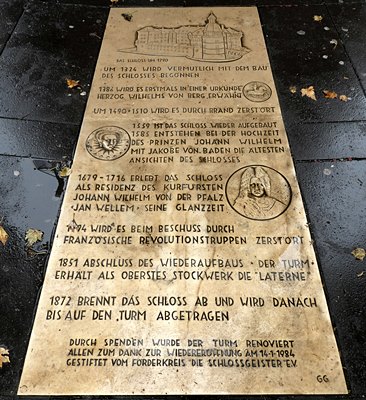 DAS SCHLOSS UM 1790
UM 1324 WIRD VERMUTLICH MIT DEM BAU
DES SCHLOSSES BEGONNEN
1386 WIRD ES ERSTMALS IN EINER URKUNDE
HERZOG WILHELMS VON BERG ERWÄHNT
UM 1490-1510 WIRD ES DURCH BRAND ZERSTÖRT
1559 IST DAS SCHLOSS WIEDER AUFGEBAUT
1585 ENTSTEHEN BEI DER HOCHZEIT
DES PRINZEN JOHANN WILHELM
MIT JAKOBE VON BADEN DIE ÄLTESTEN
ANSICHTEN DES SCHLOSSES
1679-1716 ERLEBT DAS SCHLOSS
ALS RESIDENZ DES KURFÜRSTEN
JOHANN WILHELM VON DER PFALZ
"JAN WELLEM" SEINE GLANZZEIT
1794 WIRD ES BEIM BESCHUSS DURCH
FRANZÖSISCHE REVOLUTIONSTRUPPEN ZERSTÖRT
1851 ABSCHLUSS DES WIEDERAUFBAUS · DER TURM
ERHÄLT ALS OBERSTES STOCKWERK DIE "LATERNE"
1872 BRENNT DAS SCHLOSS AB UND WIRD DANACH
BIS AUF DEN TURM ABGETRAGEN
DURCH SPENDEN WURDE DER TURM RENOVIERT
ALLEN ZUM DANK ZUR WIEDERERÖFFNUNG AM 14·1·1984
GESTIFTET VOM FÖRDERKREIS DIE SCHLOSSGEISTER E.V.
GG